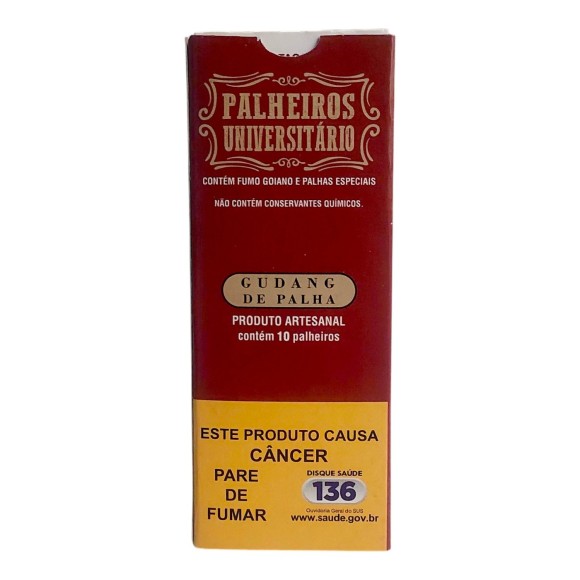 PALHEIROS
UNIVERSITÁRIO
CONTÉM FUMO GOIANO E PALHAS ESPECIAIS
NÃO CONTÉM CONSERVANTES QUÍMICOS.
GUDANG
DE PALHA
PRODUTO ARTESANAL
contém 10 palheiros
ESTE PRODUTO CAUSA
CÂNCER
PARE
DE
FUMAR
DISQUE SAÚDE
136
Ouvidoria Geral do SUS
www.saude.gov.br